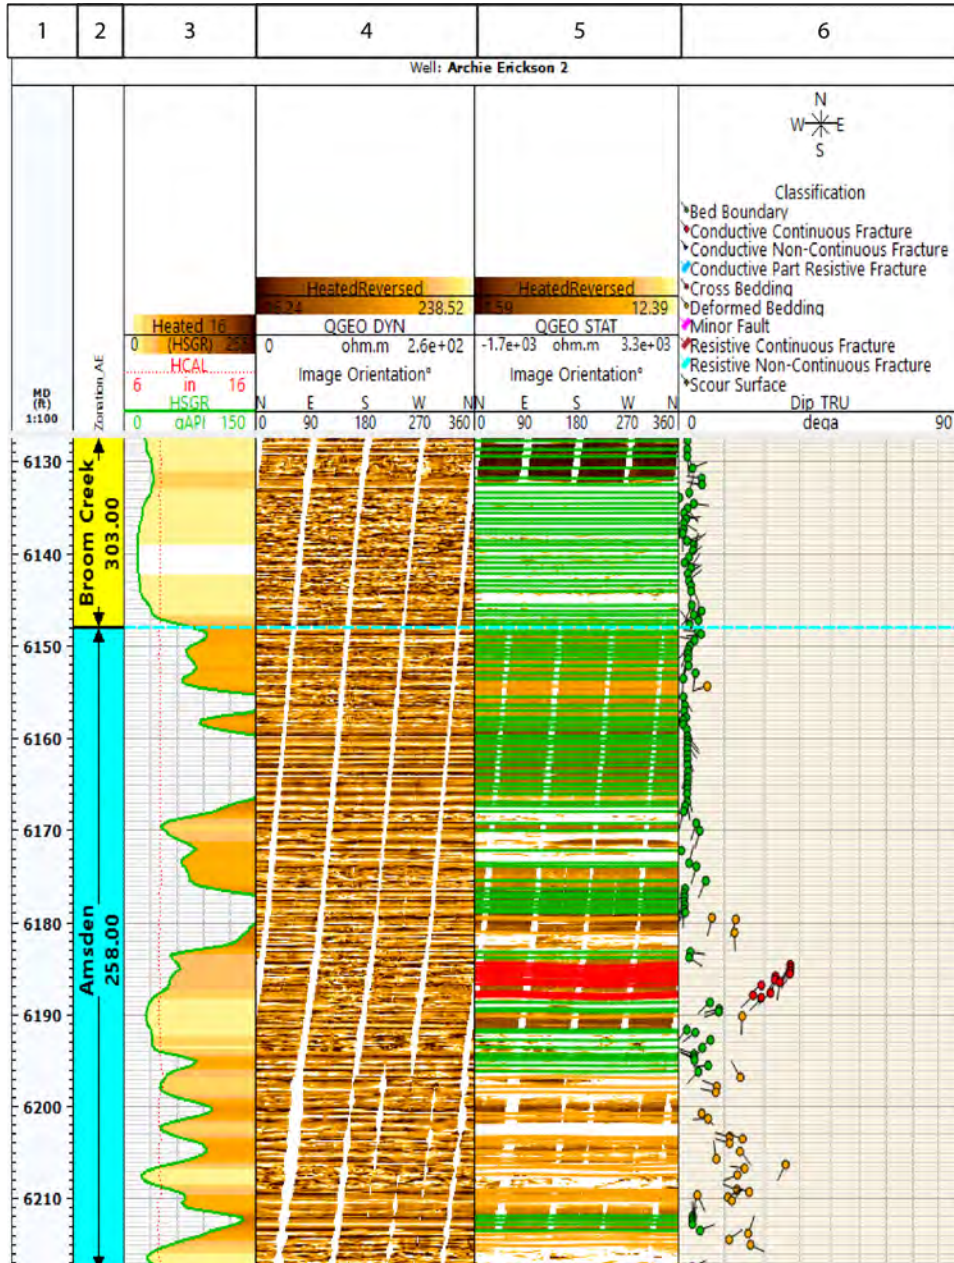 1 2 3 4 5 6
Well: Archie Erickson 2
N
W E
S
Classification
Bed Boundary
Conductive Continuous Fracture
Conductive Non-Continuous Fracture
Conductive Part Resistive Fracture
Cross Bedding
Deformed Bedding
Minor Fault
Resistive Continuous Fracture
Resistive Non-Continuous Fracture
Scour Surface
HeatedReversed HeatedReversed
238.52 12.39
Heated 16 QGEO DYN QGEO STAT
0 (HSGR) 0 ohm.m 2.6e+02 -1.7e+03 ohm.m 3.3e+03
HCAL
6 in 16 Image Orientation° Image Orientation°
HSGR N E S W N N E S W N Dip TRU
0 gAPI 150 0 90 180 270 360 0 90 180 270 360 0 dega 90
MD
(ft)
1:100
Zonation_AE
Broom Creek
303.00
Amsden
258.00
6130
6140
6150
6160
6170
6180
6190
6200
6210